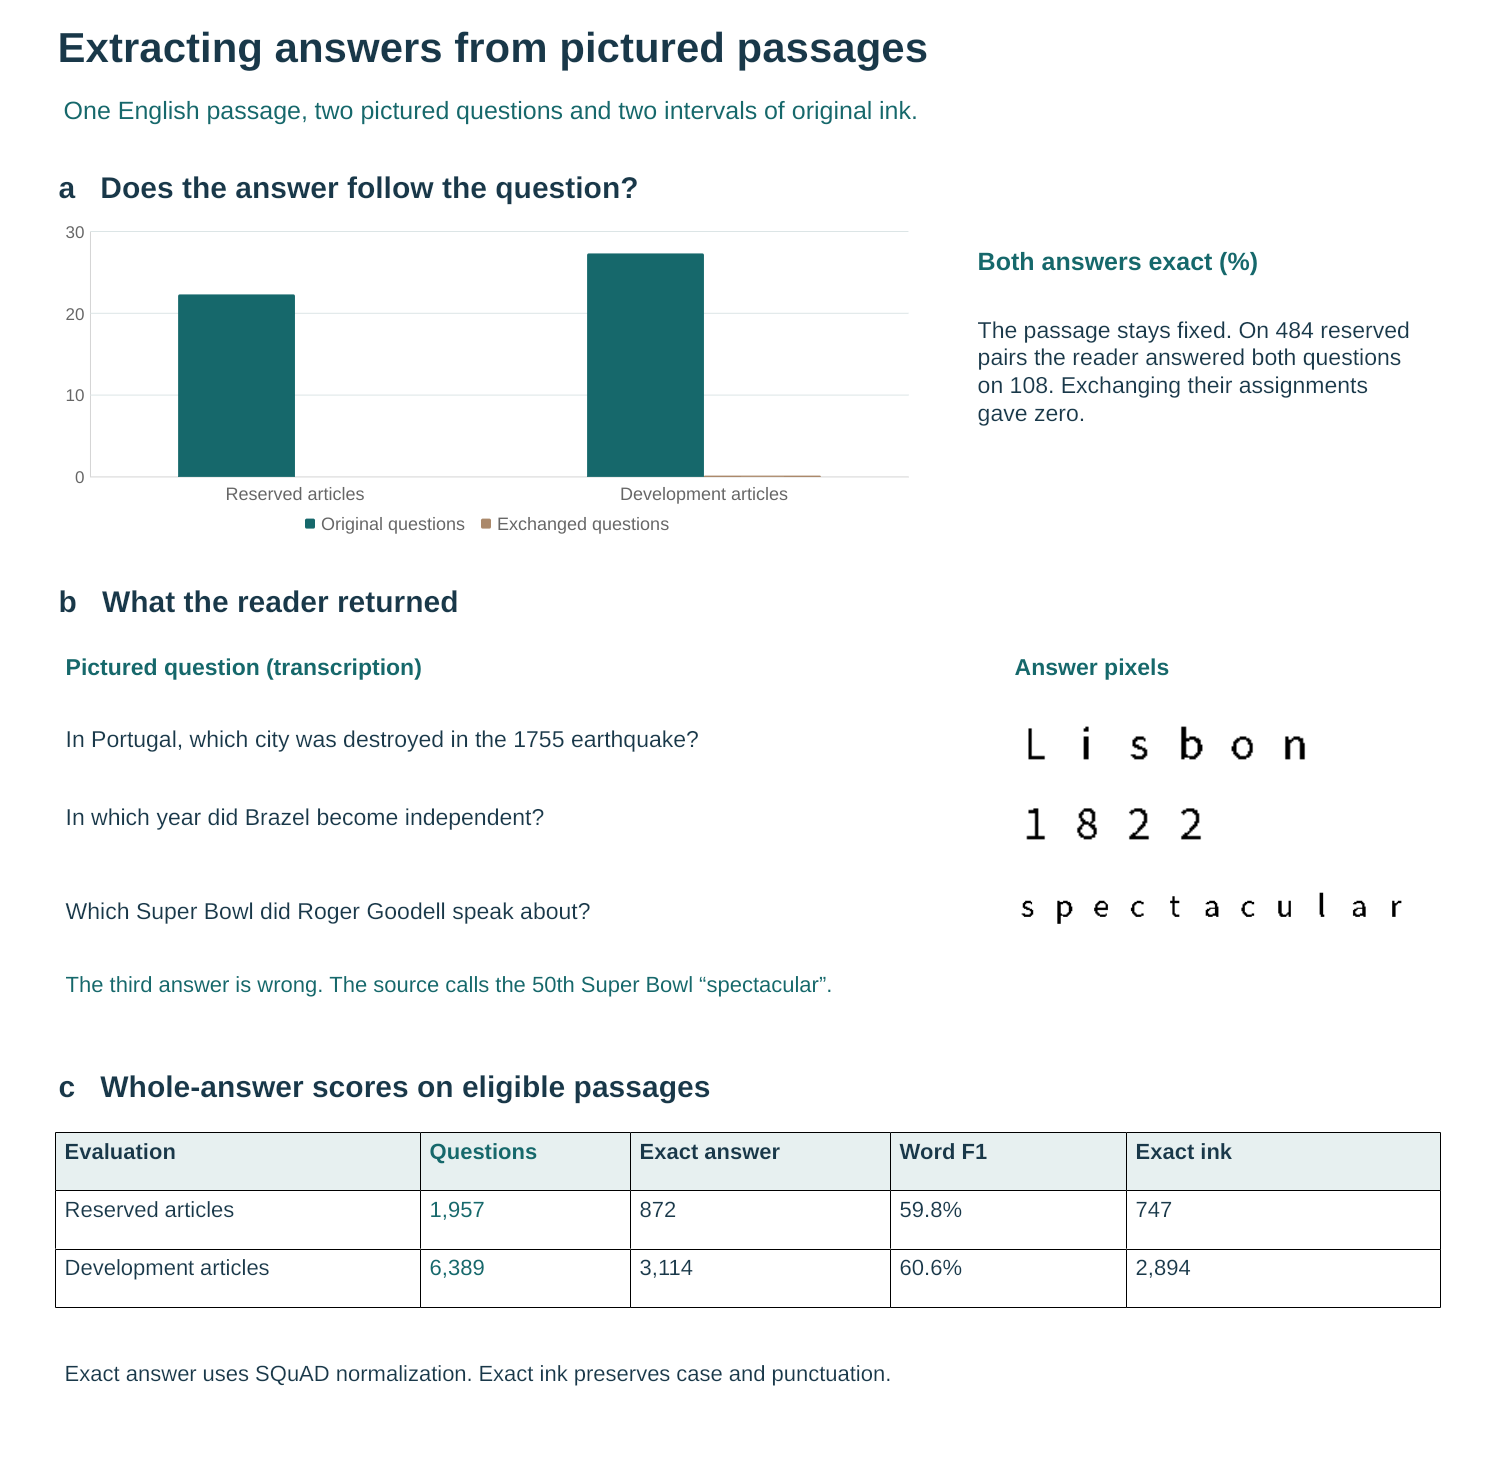 Extracting answers from pictured passages
One English passage, two pictured questions and two intervals of original ink.
a Does the answer follow the question?
30
20
10
0
Reserved articles
Development articles
Original questions
Exchanged questions
Both answers exact (%)
The passage stays fixed. On 484 reserved
pairs the reader answered both questions
on 108. Exchanging their assignments
gave zero.
b What the reader returned
Pictured question (transcription)
Answer pixels
In Portugal, which city was destroyed in the 1755 earthquake?
L i s b o n
In which year did Brazel become independent?
1 8 2 2
Which Super Bowl did Roger Goodell speak about?
s p e c t a c u l a r
The third answer is wrong. The source calls the 50th Super Bowl “spectacular”.
c Whole-answer scores on eligible passages
Evaluation Questions Exact answer Word F1 Exact ink
Reserved articles 1,957 872 59.8% 747
Development articles 6,389 3,114 60.6% 2,894
Exact answer uses SQuAD normalization. Exact ink preserves case and punctuation.